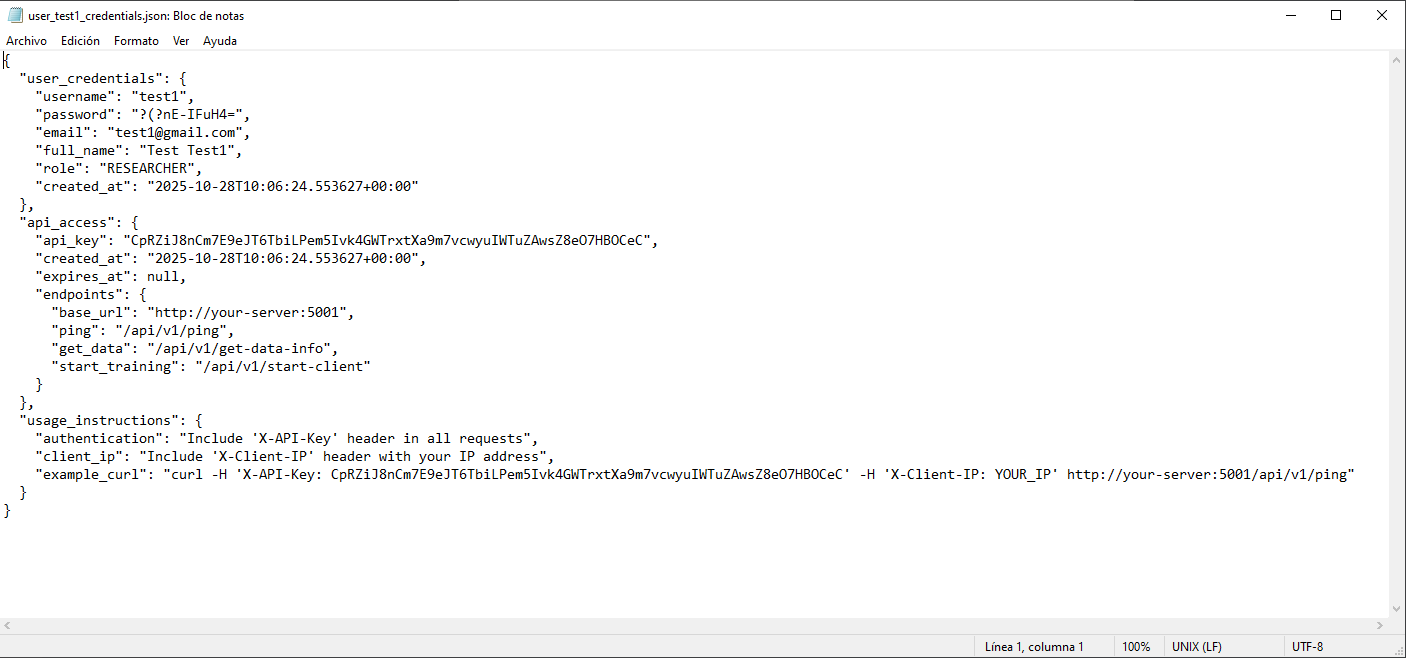 user_test1_credentials.json: Bloc de notas
Archivo Edición Formato Ver Ayuda
{
  "user_credentials": {
    "username": "test1",
    "password": "?(?nE-IFuH4=",
    "email": "test1@gmail.com",
    "full_name": "Test Test1",
    "role": "RESEARCHER",
    "created_at": "2025-10-28T10:06:24.553627+00:00"
  },
  "api_access": {
    "api_key": "CpRZiJ8nCm7E9eJT6TbiLPem5Ivk4GWTrxtXa9m7vcwyuIWTuZAwsZ8eO7HBOCeC",
    "created_at": "2025-10-28T10:06:24.553627+00:00",
    "expires_at": null,
    "endpoints": {
      "base_url": "http://your-server:5001",
      "ping": "/api/v1/ping",
      "get_data": "/api/v1/get-data-info",
      "start_training": "/api/v1/start-client"
    }
  },
  "usage_instructions": {
    "authentication": "Include 'X-API-Key' header in all requests",
    "client_ip": "Include 'X-Client-IP' header with your IP address",
    "example_curl": "curl -H 'X-API-Key: CpRZiJ8nCm7E9eJT6TbiLPem5Ivk4GWTrxtXa9m7vcwyuIWTuZAwsZ8eO7HBOCeC' -H 'X-Client-IP: YOUR_IP' http://your-server:5001/api/v1/ping"
  }
}
Línea 1, columna 1 100% UNIX (LF) UTF-8